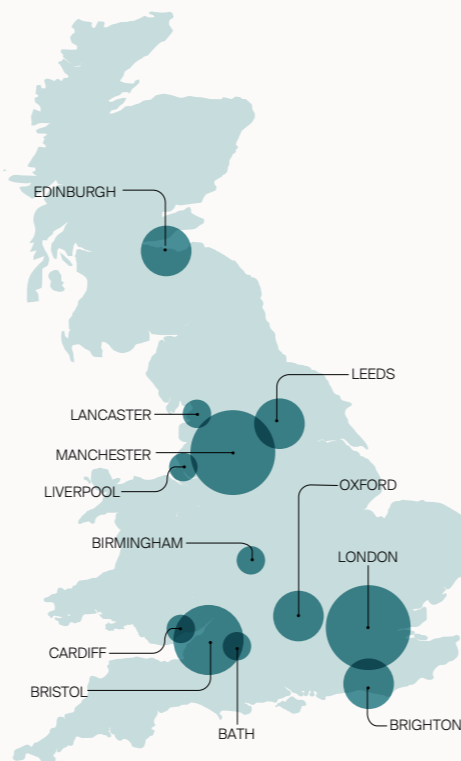 EDINBURGH
LEEDS
LANCASTER
MANCHESTER
OXFORD
LIVERPOOL
BIRMINGHAM
LONDON
CARDIFF
BRISTOL
BRIGHTON
BATH